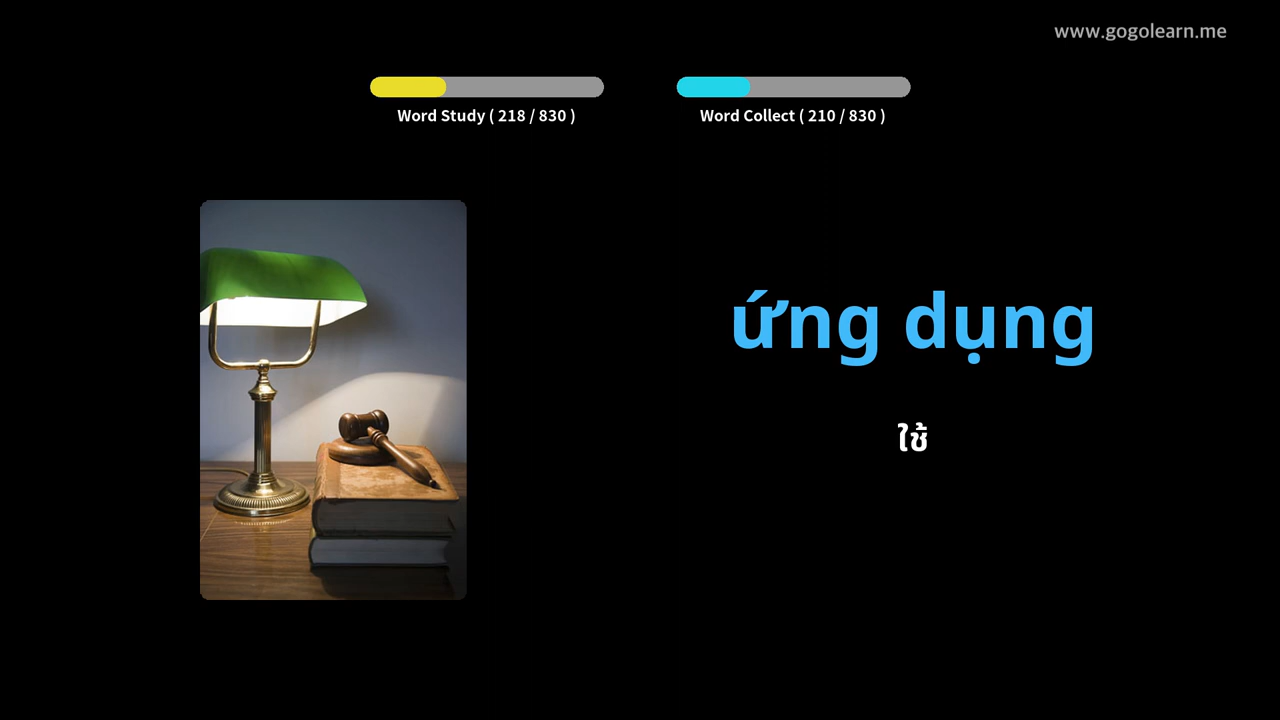 www.gogolearn.me
Word Study ( 218 / 830 )
Word Collect ( 210 / 830 )
ứng dụng
ใช้